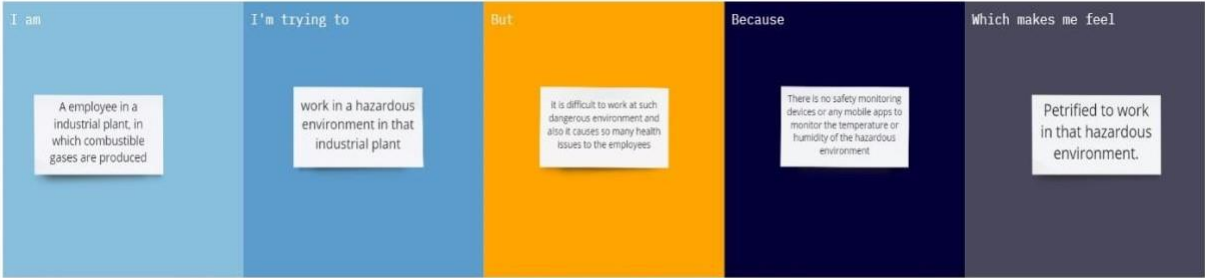 I am
A employee in a
industrial plant, in
which combustible
gases are produced
I'm trying to
work in a hazardous
environment in that
industrial plant
But
it is difficult to work at such
dangerous environment and
also it causes so many health
issues to the employees
Because
There is no safety monitoring
devices or any mobile apps to
monitor the temperature or
humidity of the hazardous
environment
Which makes me feel
Petrified to work
in that hazardous
environment.